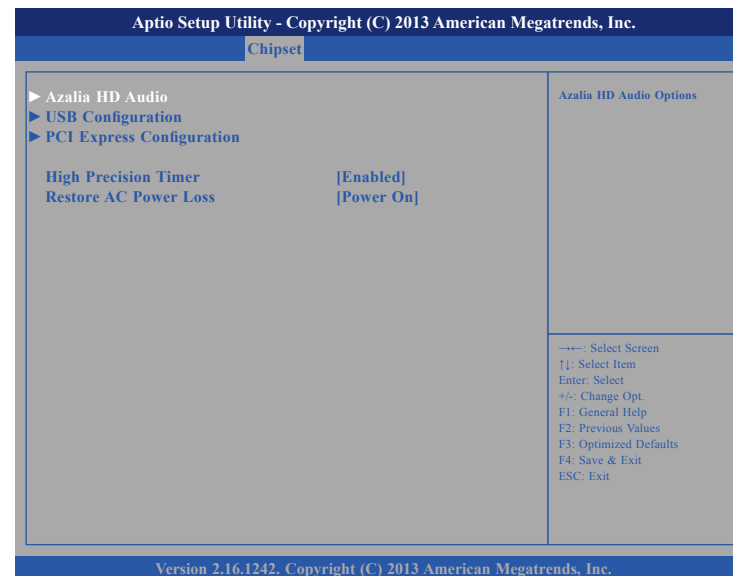 Aptio Setup Utility - Copyright (C) 2013 American Megatrends, Inc.
Chipset
► Azalia HD Audio
► USB Configuration
► PCI Express Configuration
High Precision Timer [Enabled]
Restore AC Power Loss [Power On]
Azalia HD Audio Options
→←: Select Screen
↑↓: Select Item
Enter: Select
+/-: Change Opt.
F1: General Help
F2: Previous Values
F3: Optimized Defaults
F4: Save & Exit
ESC: Exit
Version 2.16.1242. Copyright (C) 2013 American Megatrends, Inc.